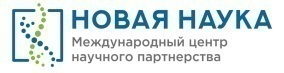 НОВАЯ НАУКА
Международный центр
научного партнерства